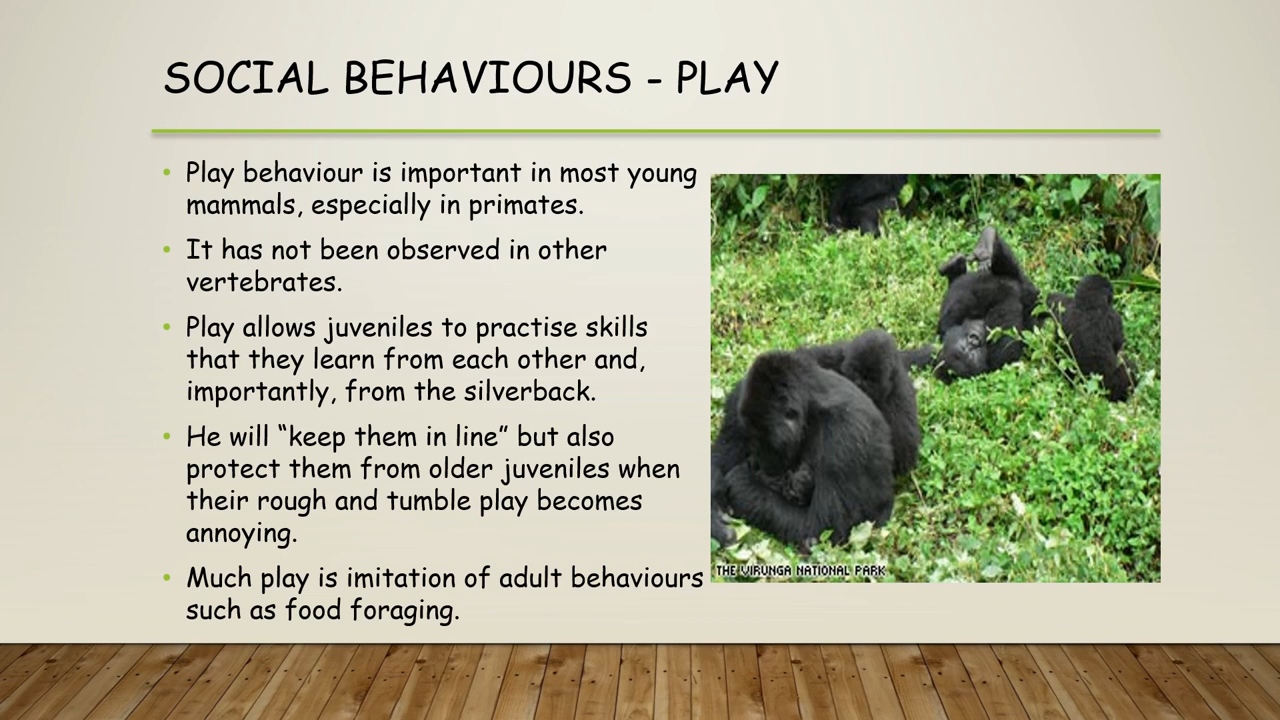 SOCIAL BEHAVIOURS - PLAY
• Play behaviour is important in most young
mammals, especially in primates.
• It has not been observed in other
vertebrates.
• Play allows juveniles to practise skills
that they learn from each other and,
importantly, from the silverback.
• He will “keep them in line” but also
protect them from older juveniles when
their rough and tumble play becomes
annoying.
• Much play is imitation of adult behaviours
such as food foraging.
THE VIRUNGA NATIONAL PARK